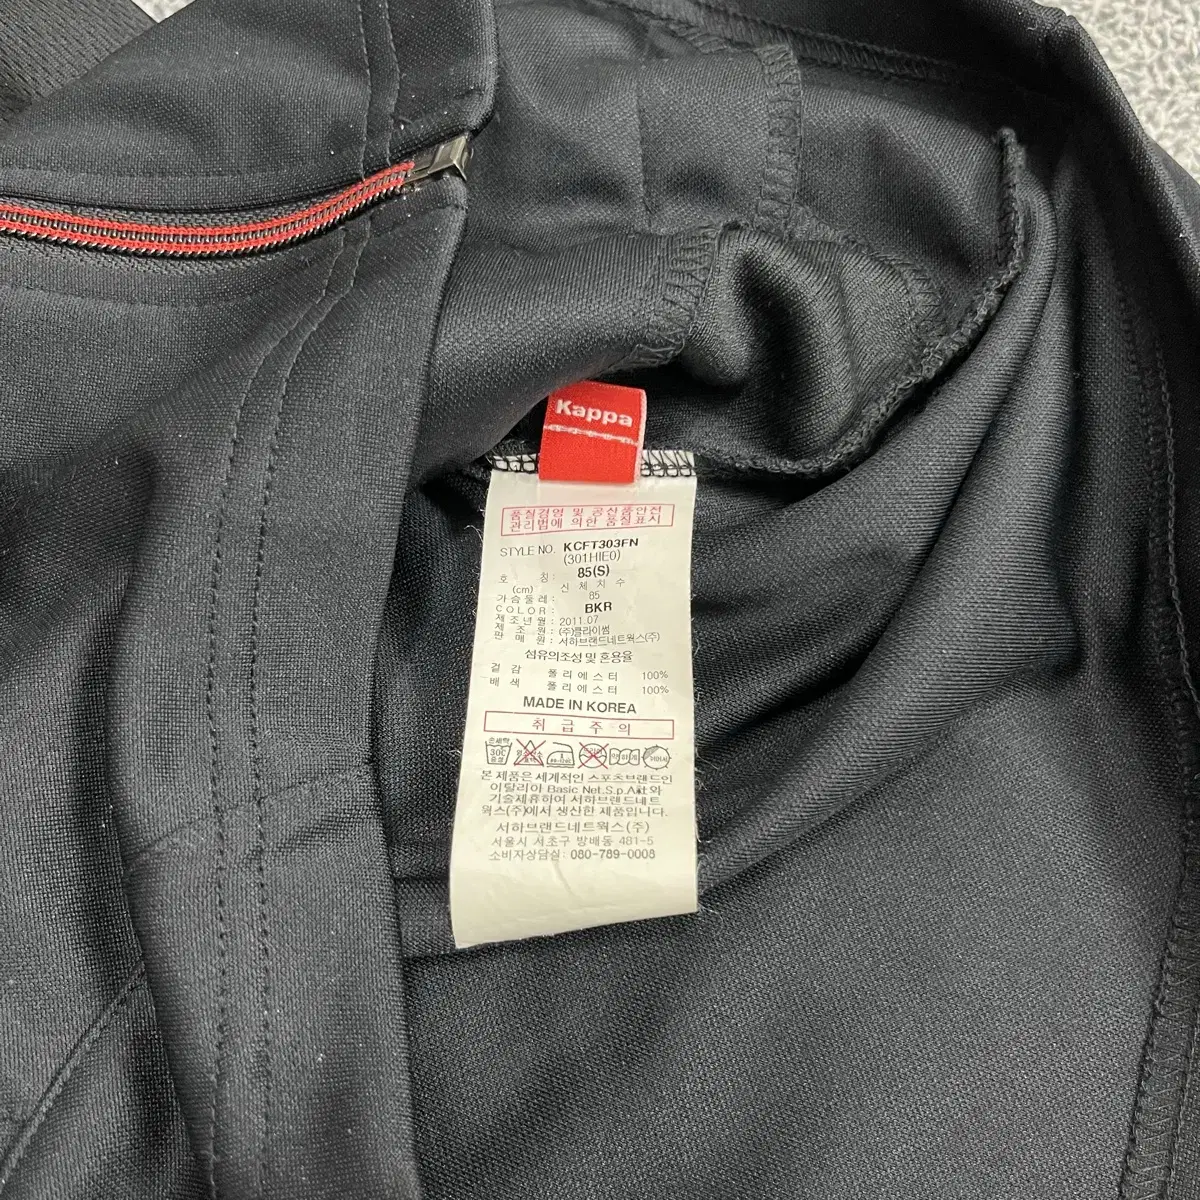 Kappa
품질경영 및 공산품안전
관리법에 의한 품질표시
STYLE NO. KCFT303FN
(301HIE0)
호 칭: 85(S)
(cm) 신 체 치 수
가슴둘레: 85
COLOR: BKR
제조년월: 2011.07
제 조 원: (주)클라이썸
판 매 원: 서하브랜드네트웍스(주)
섬유의조성 및 혼용율
겉 감 폴리에스터 100%
배 색 폴리에스터 100%
MADE IN KOREA
취 급 주 의
손세탁
30C
중성
본 제품은 세계적인 스포츠브랜드인
이탈리아 Basic Net.S.p.A와
기술제휴하여 서하브랜드네트
웍스(주)에서 생산한 제품입니다.
서하브랜드네트웍스(주)
서울시 서초구 방배동 481-5
소비자상담실: 080-789-0008